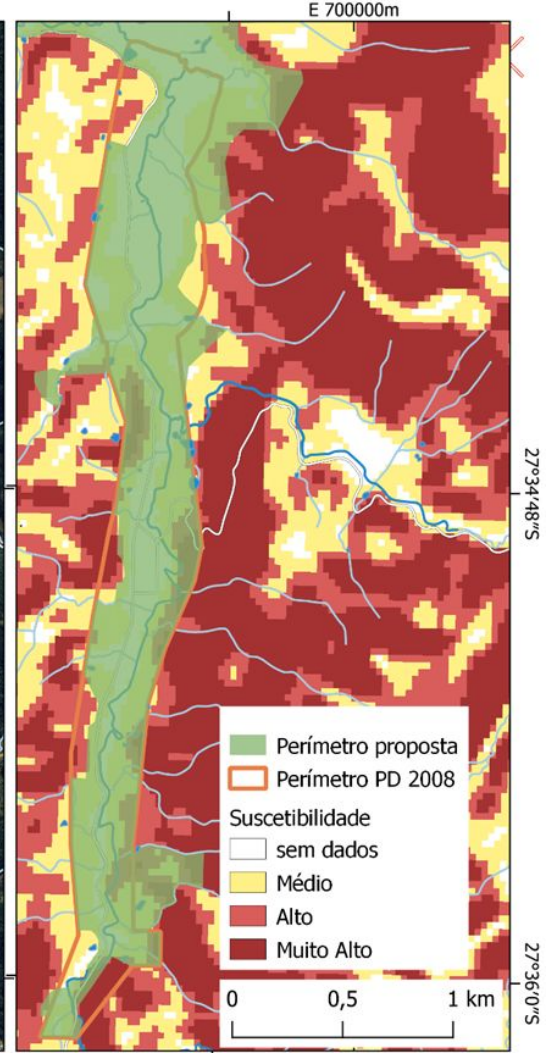 E 700000m
27°34'48"S
Perímetro proposta
Perímetro PD 2008
Suscetibilidade
sem dados
Médio
Alto
Muito Alto
0 0,5 1 km
27°36'0"S